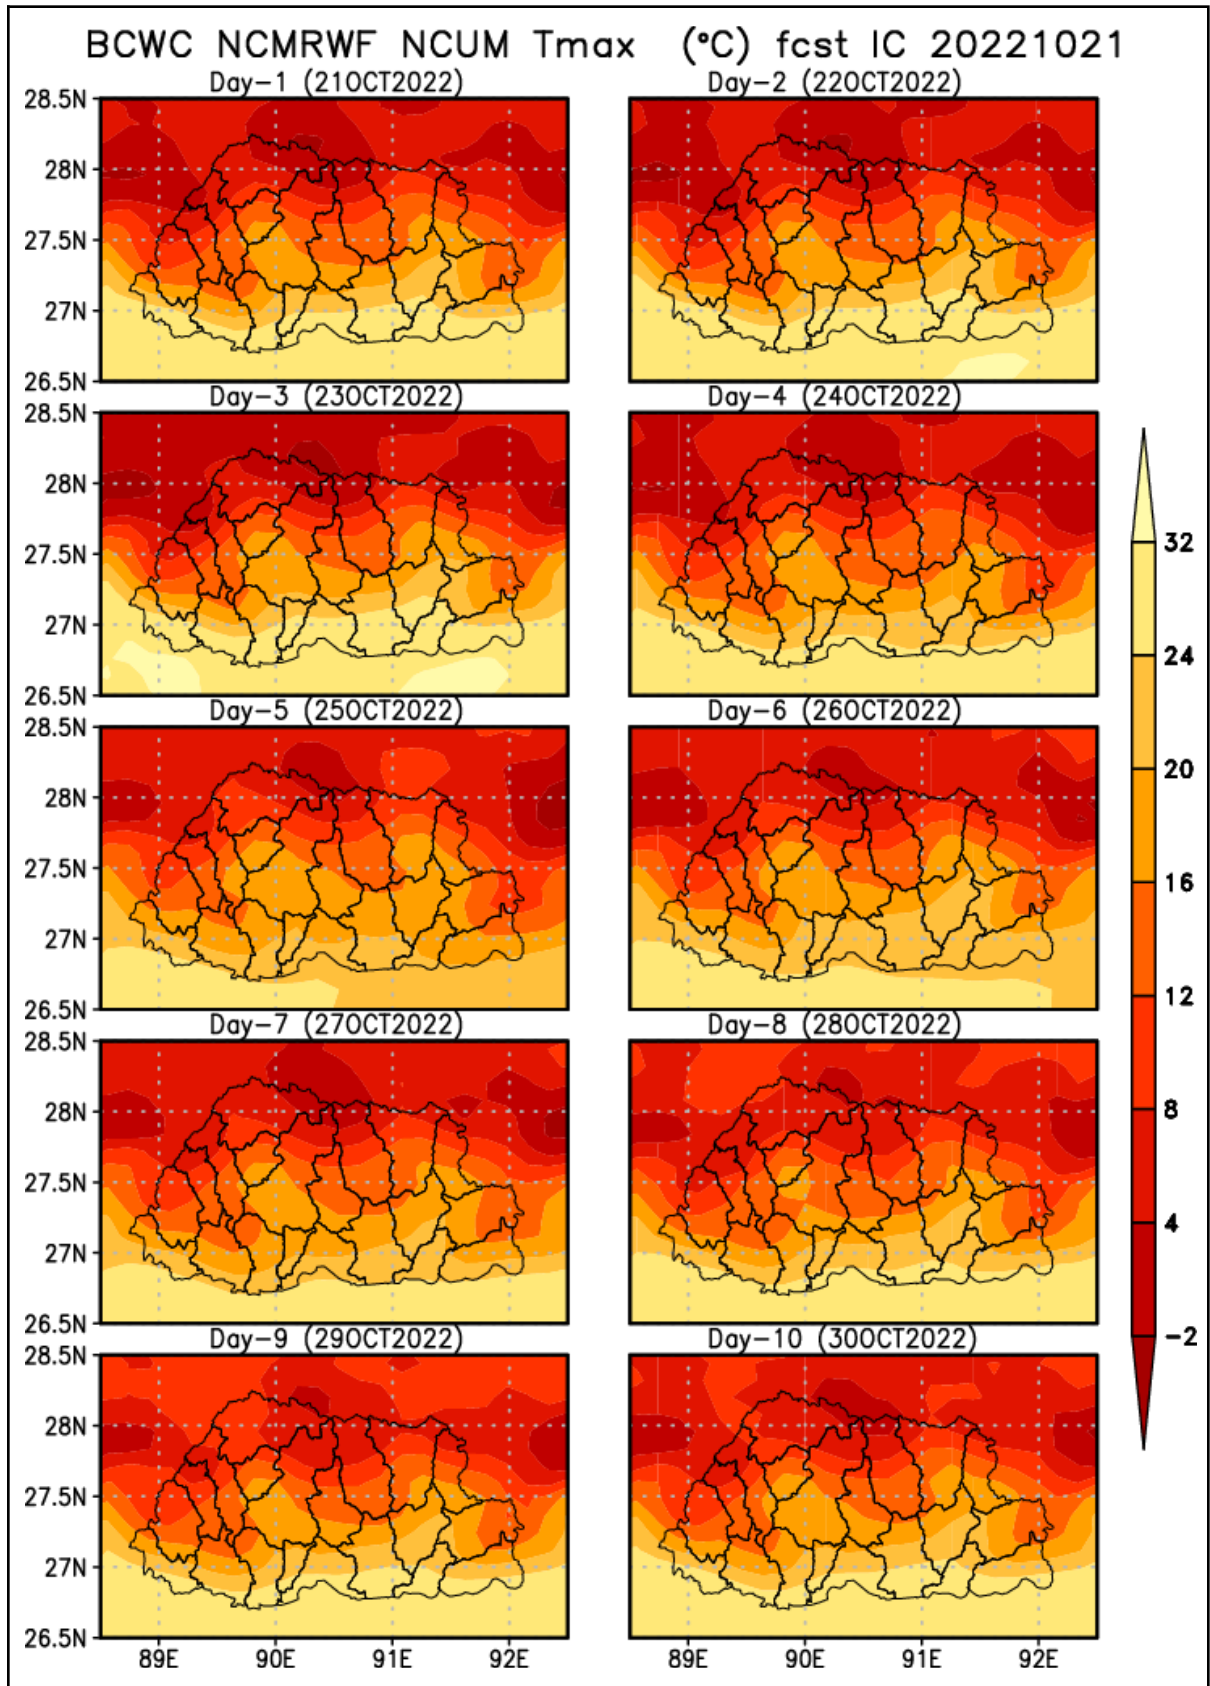 BCWC NCMRWF NCUM Tmax (°C) fcst IC 20221021
Day-1 (21OCT2022)
Day-2 (22OCT2022)
28.5N
28N
27.5N
27N
26.5N
Day-3 (23OCT2022)
Day-4 (24OCT2022)
28.5N
28N
27.5N
27N
26.5N
Day-5 (25OCT2022)
Day-6 (26OCT2022)
28.5N
28N
27.5N
27N
26.5N
Day-7 (27OCT2022)
Day-8 (28OCT2022)
28.5N
28N
27.5N
27N
26.5N
Day-9 (29OCT2022)
Day-10 (30OCT2022)
28.5N
28N
27.5N
27N
26.5N
89E 90E 91E 92E
89E 90E 91E 92E
32
24
20
16
12
8
4
-2